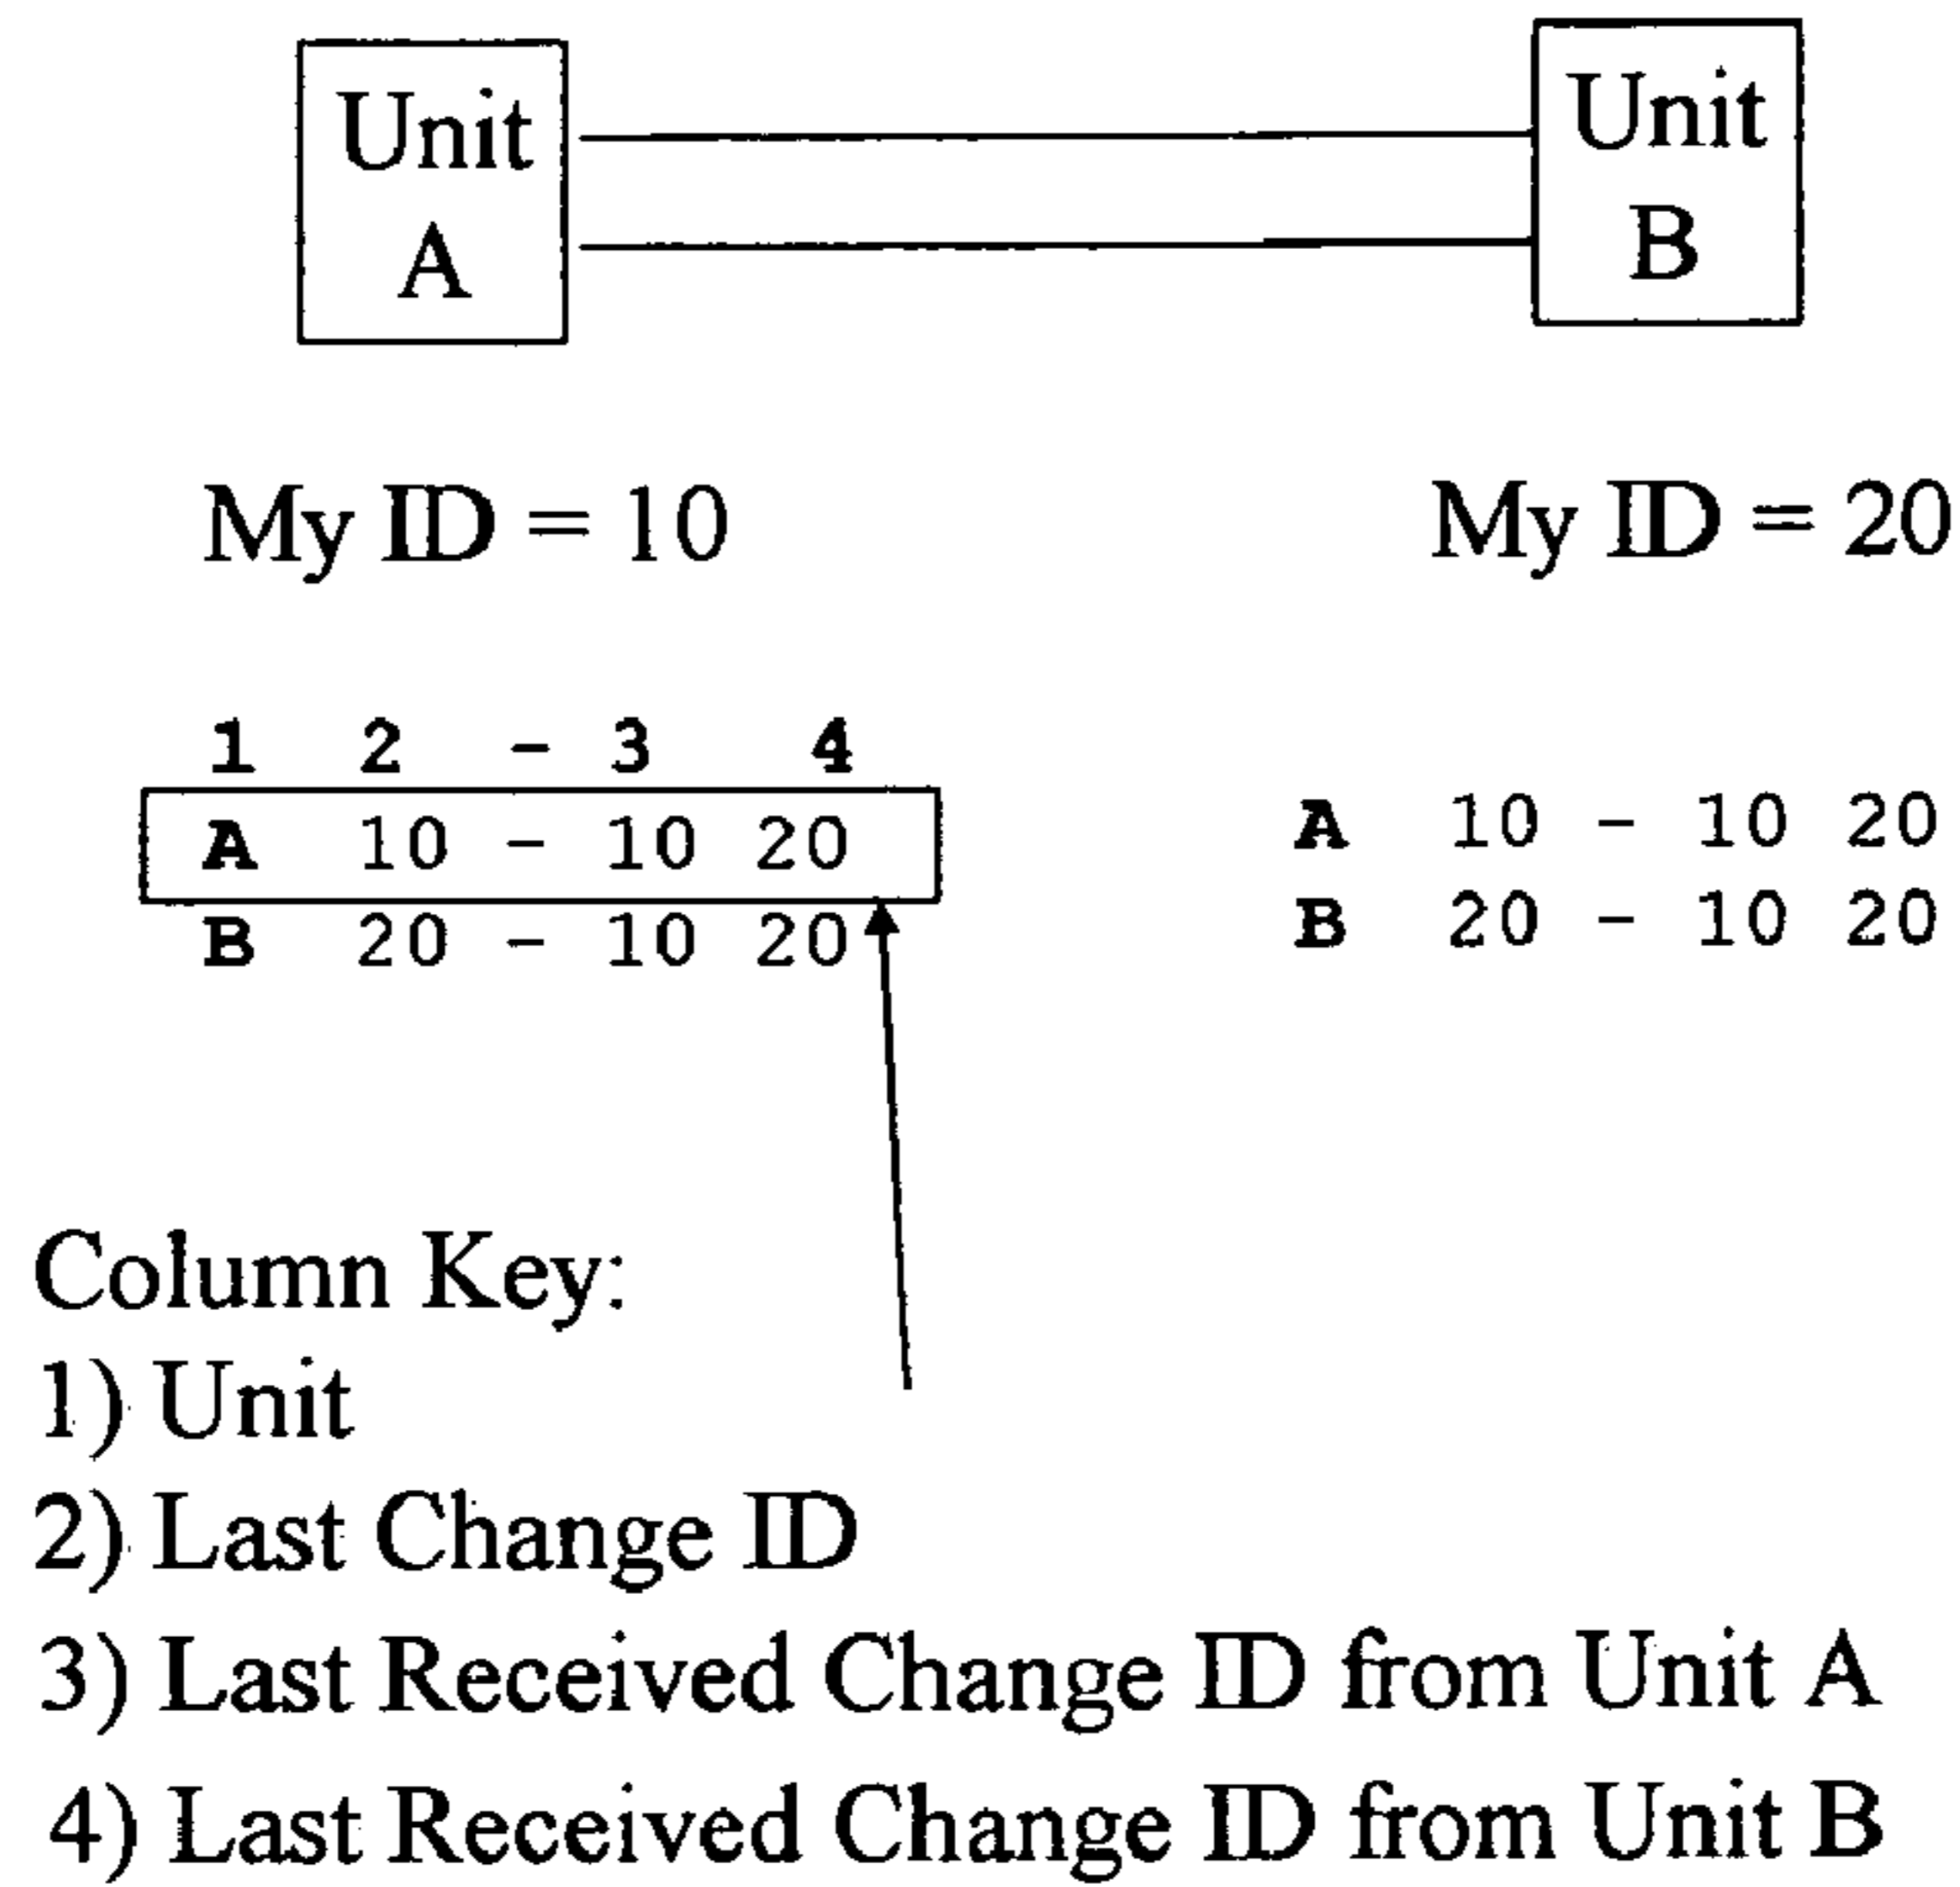 Unit
A
Unit
B
My ID = 10
My ID = 20
1 2 - 3 4
A 10 - 10 20
B 20 - 10 20
A 10 - 10 20
B 20 - 10 20
Column Key:
1) Unit
2) Last Change ID
3) Last Received Change ID from Unit A
4) Last Received Change ID from Unit B